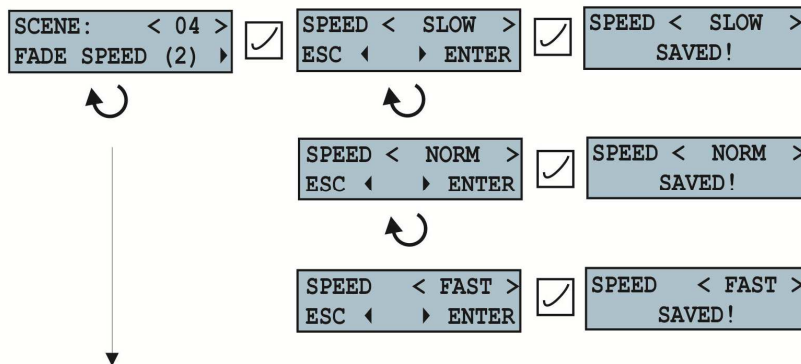 SCENE: < 04 >
FADE SPEED (2) ▶
SPEED < SLOW >
ESC ◀ ▶ ENTER
SPEED < SLOW >
SAVED!
SPEED < NORM >
ESC ◀ ▶ ENTER
SPEED < NORM >
SAVED!
SPEED < FAST >
ESC ◀ ▶ ENTER
SPEED < FAST >
SAVED!